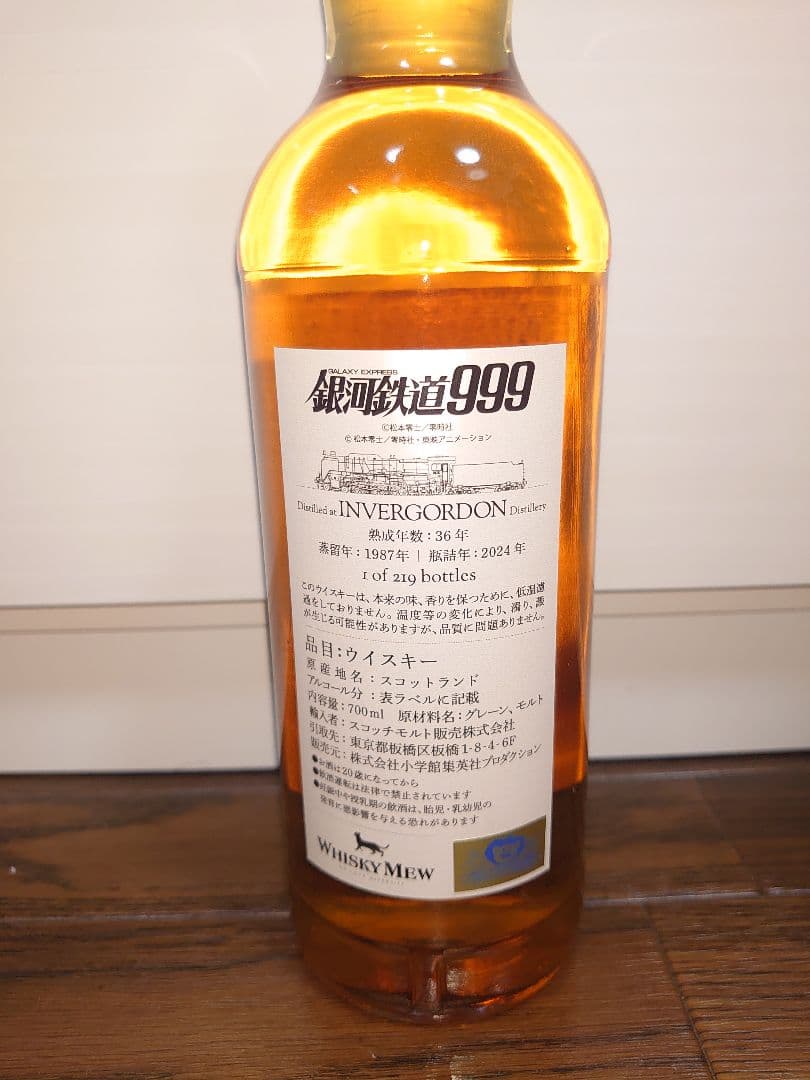 GALAXY EXPRESS
銀河鉄道999
©松本零士/零時社
©松本零士/零時社・東映アニメーション
Distilled at INVERGORDON Distillery
熟成年数:36年
蒸留年:1987年 | 瓶詰年:2024年
1 of 219 bottles
このウイスキーは、本来の味、香りを保つために、低温濾
過をしておりません。温度等の変化により、濁り、澱
が生じる可能性がありますが、品質に問題ありません。
品目:ウイスキー
原産地名:スコットランド
アルコール分:表ラベルに記載
内容量:700ml 原材料名:グレーン、モルト
輸入者:スコッチモルト販売株式会社
引取先:東京都板橋区板橋1-8-4-6F
販売元:株式会社小学館集英社プロダクション
●お酒は20歳になってから
●飲酒運転は法律で禁止されています
●妊娠中や授乳期の飲酒は、胎児・乳幼児の
発育に悪影響を与える恐れがあります
WHISKY MEW